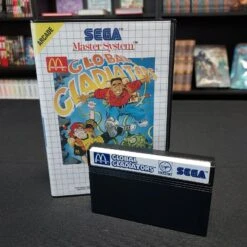 SEGA
Master System
ARCADE
GLOBAL
GLADIATORS
GLOBAL
GLADIATORS
SEGA